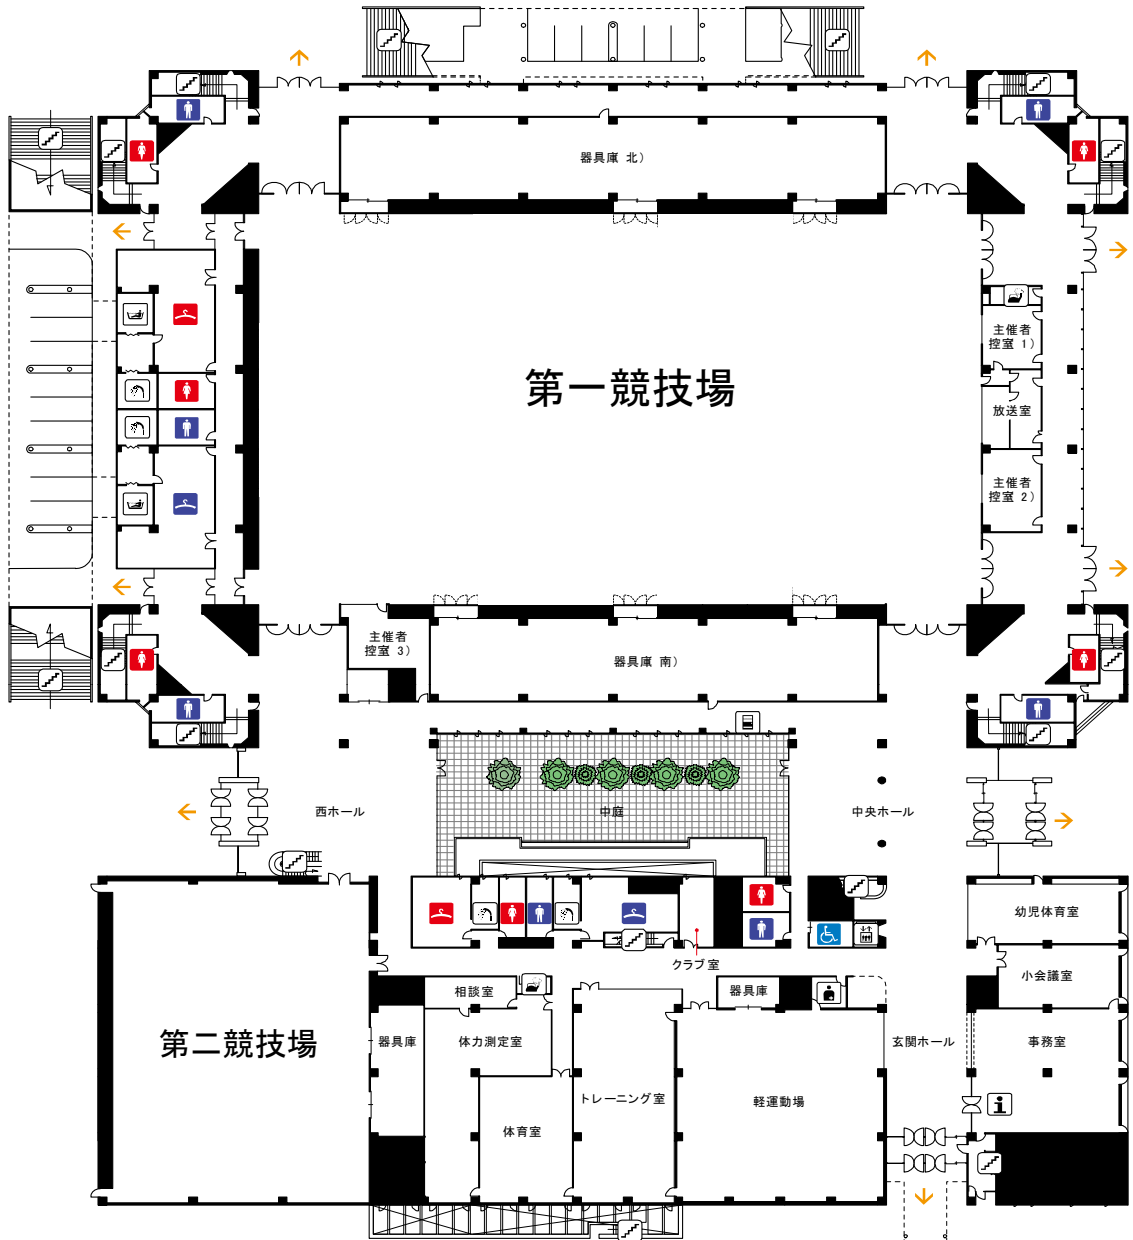 器具庫 北）
主催者
控室 1）
第一競技場
放送室
主催者
控室 2）
主催者
控室 3）
器具庫 南）
西ホール
中庭
中央ホール
幼児体育室
クラブ室
小会議室
相談室
器具庫
第二競技場
器具庫
体力測定室
玄関ホール
事務室
トレーニング室
軽運動場
体育室